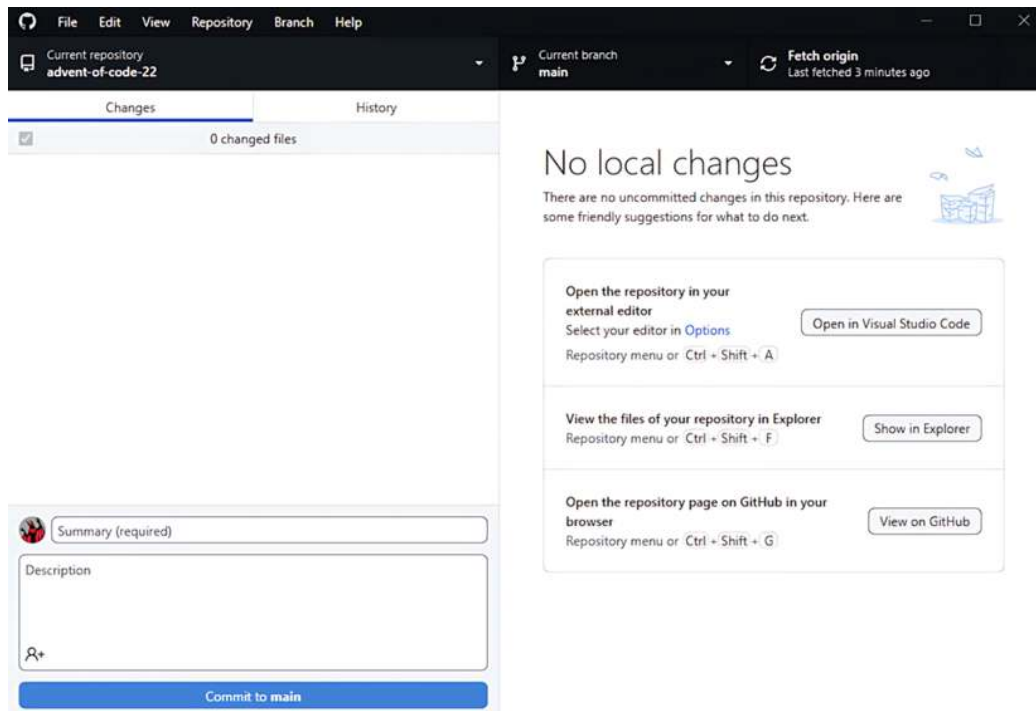 File Edit View Repository Branch Help
Current repository
advent-of-code-22
Current branch
main
Fetch origin
Last fetched 3 minutes ago
Changes History
0 changed files
No local changes
There are no uncommitted changes in this repository. Here are
some friendly suggestions for what to do next.
Open the repository in your
external editor
Select your editor in Options
Repository menu or Ctrl + Shift + A
Open in Visual Studio Code
View the files of your repository in Explorer
Repository menu or Ctrl + Shift + F
Show in Explorer
Open the repository page on GitHub in your
browser
Repository menu or Ctrl + Shift + G
View on GitHub
Summary (required)
Description
Commit to main